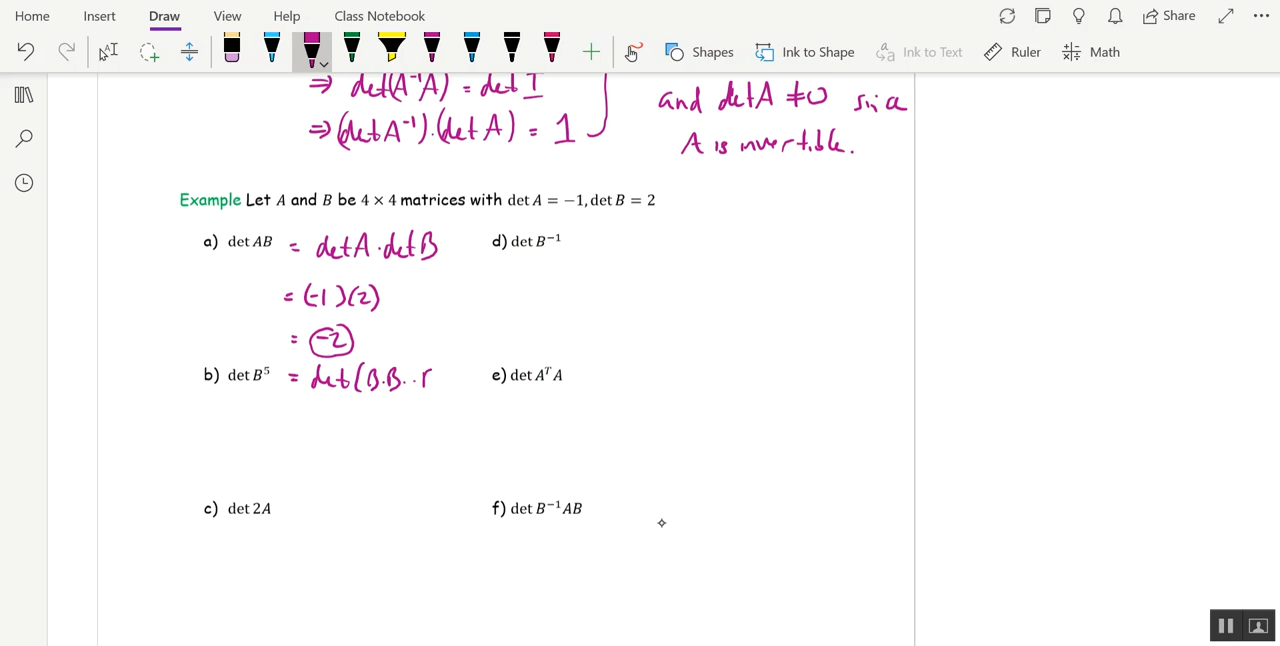 Home Insert Draw View Help Class Notebook Share
Shapes Ink to Shape Ink to Text Ruler Math
⇒ det(A⁻¹A) = det I
and det A ≠ 0
⇒ (det A⁻¹)·(det A) = 1
A is invertible.
Example Let A and B be 4 × 4 matrices with det A = −1, det B = 2
a) det AB = det A · det B
d) det B⁻¹
= (-1)(2)
= -2
b) det B⁵ = det(B.B..
e) det AᵀA
c) det 2A
f) det B⁻¹AB